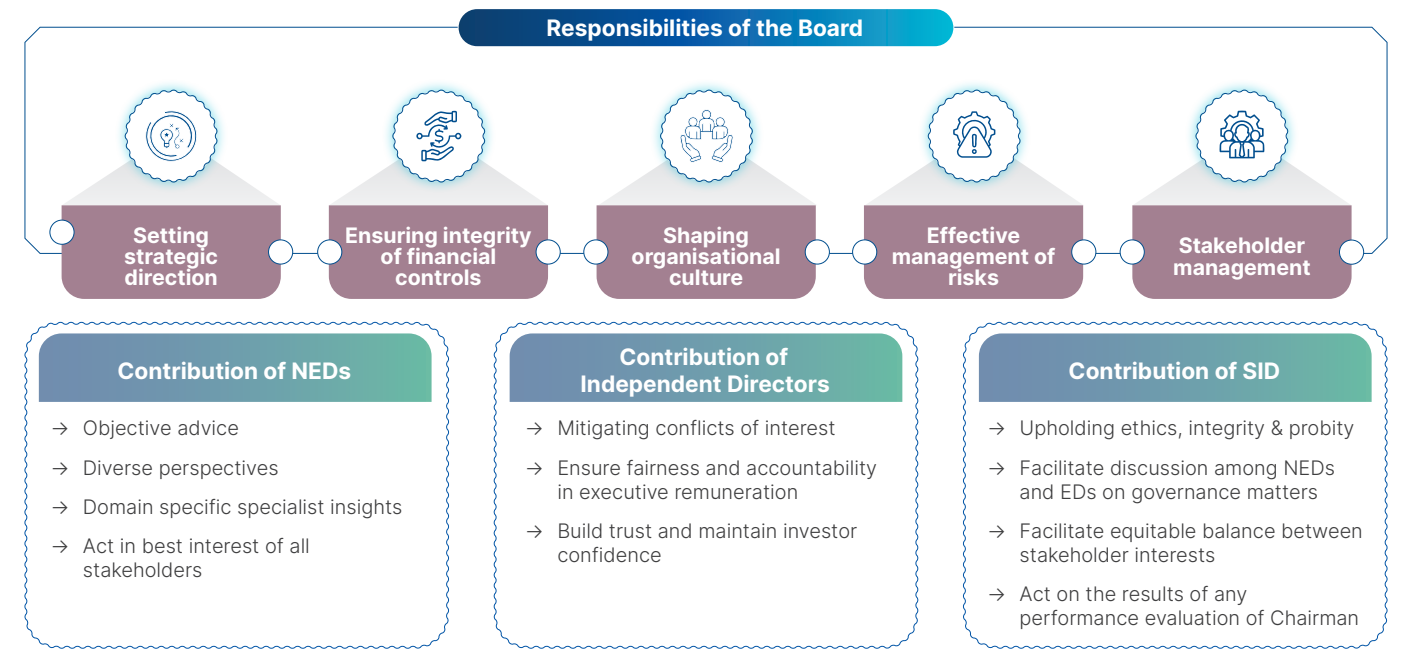 Responsibilities of the Board
Setting
strategic
direction
Ensuring integrity
of financial
controls
Shaping
organisational
culture
Effective
management of
risks
Stakeholder
management
Contribution of NEDs
→ Objective advice
→ Diverse perspectives
→ Domain specific specialist insights
→ Act in best interest of all
stakeholders
Contribution of
Independent Directors
→ Mitigating conflicts of interest
→ Ensure fairness and accountability
in executive remuneration
→ Build trust and maintain investor
confidence
Contribution of SID
→ Upholding ethics, integrity & probity
→ Facilitate discussion among NEDs
and EDs on governance matters
→ Facilitate equitable balance between
stakeholder interests
→ Act on the results of any
performance evaluation of Chairman